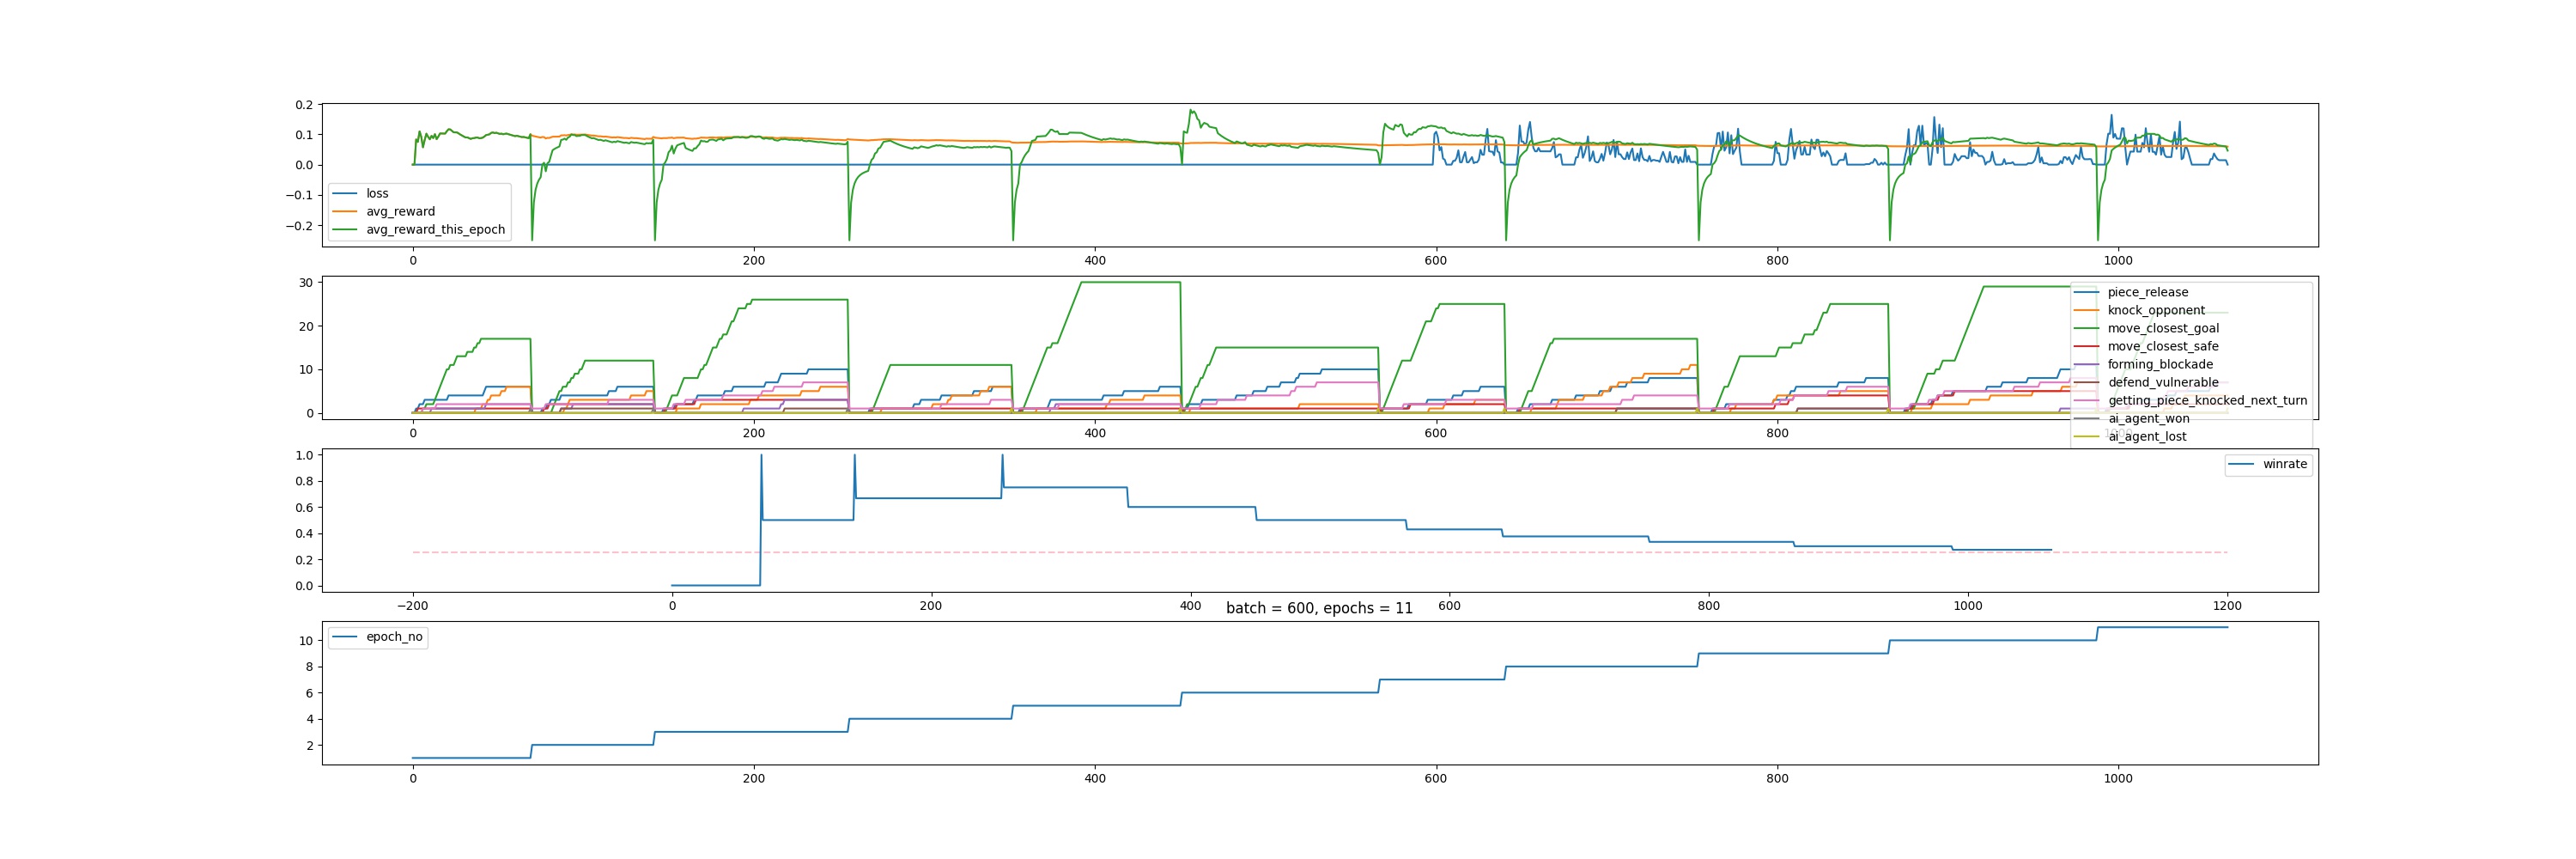 0.2
0.1
0.0
−0.1
−0.2
loss
avg_reward
avg_reward_this_epoch
0 200 400 600 800 1000
30
20
10
0
piece_release
knock_opponent
move_closest_goal
move_closest_safe
forming_blockade
defend_vulnerable
getting_piece_knocked_next_turn
ai_agent_won
ai_agent_lost
0 200 400 600 800 1000
1.0
0.8
0.6
0.4
0.2
0.0
winrate
−200 0 200 400 600 800 1000 1200
batch = 600, epochs = 11
10
8
6
4
2
epoch_no
0 200 400 600 800 1000